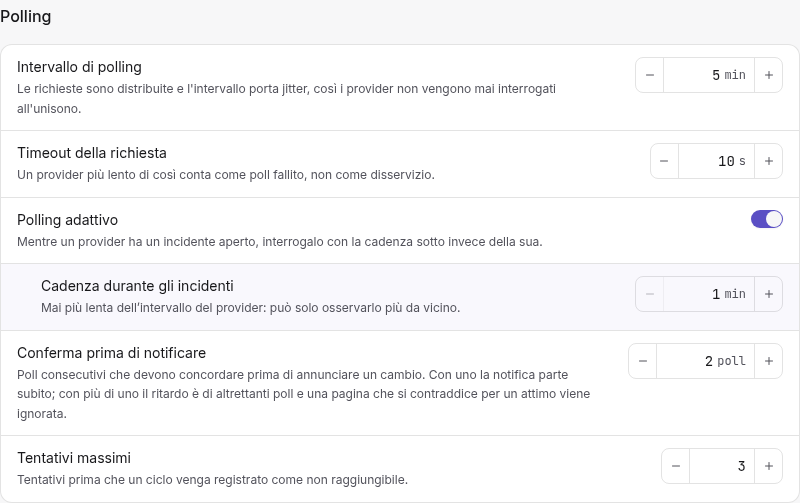 Polling
Intervallo di polling
Le richieste sono distribuite e l'intervallo porta jitter, così i provider non vengono mai interrogati
all'unisono.
− 5 min +
Timeout della richiesta
Un provider più lento di così conta come poll fallito, non come disservizio.
− 10 s +
Polling adattivo
Mentre un provider ha un incidente aperto, interrogalo con la cadenza sotto invece della sua.
Cadenza durante gli incidenti
Mai più lenta dell'intervallo del provider: può solo osservarlo più da vicino.
− 1 min +
Conferma prima di notificare
Poll consecutivi che devono concordare prima di annunciare un cambio. Con uno la notifica parte
subito; con più di uno il ritardo è di altrettanti poll e una pagina che si contraddice per un attimo viene
ignorata.
− 2 poll +
Tentativi massimi
Tentativi prima che un ciclo venga registrato come non raggiungibile.
− 3 +